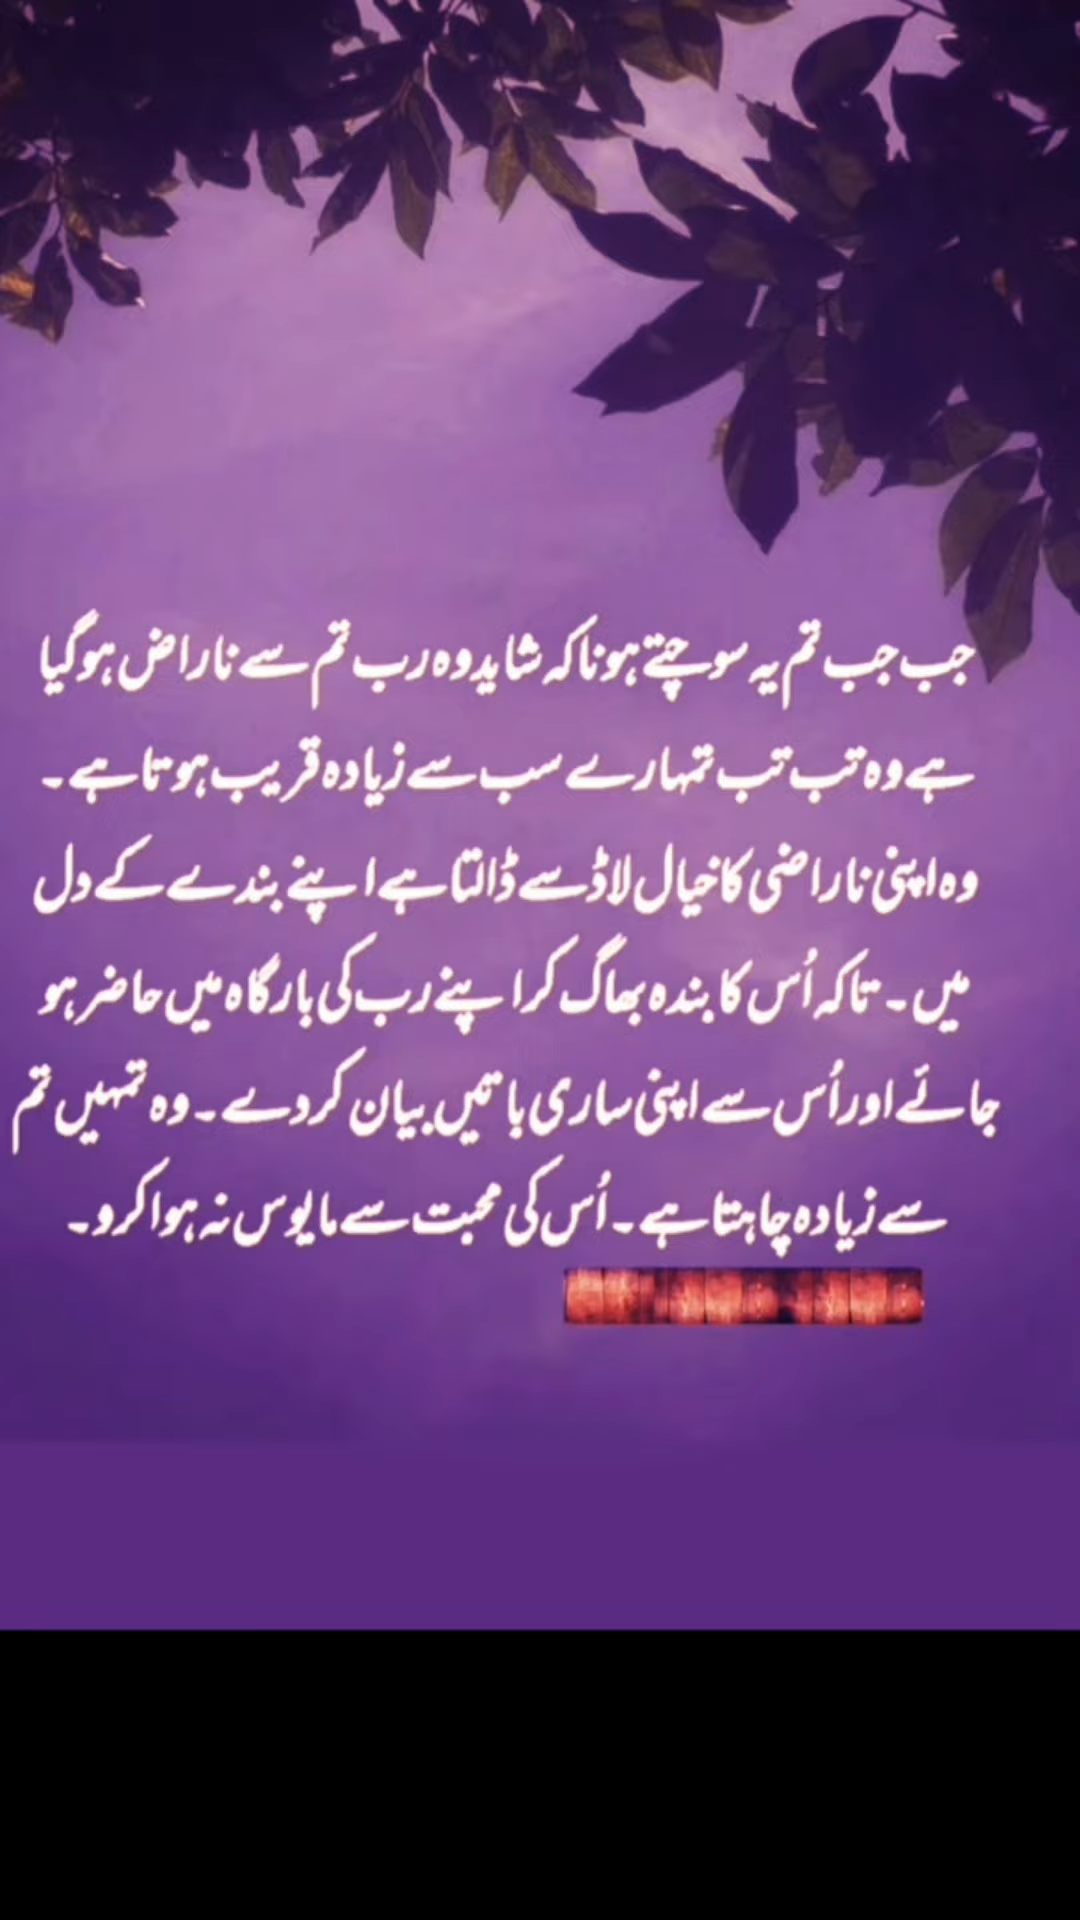 جب جب تم یہ سوچتے ہو نا کہ شاید وہ رب تم سے ناراض ہو گیا
ہے وہ تب تب تمہارے سب سے زیادہ قریب ہوتا ہے۔
وہ اپنی ناراضی کا خیال لاڈ سے ڈالتا ہے اپنے بندے کے دل
میں۔ تاکہ اُس کا بندہ بھاگ کر اپنے رب کی بارگاہ میں حاضر ہو
جائے اور اُس سے اپنی ساری باتیں بیان کر دے۔ وہ تمہیں تم
سے زیادہ چاہتا ہے۔ اُس کی محبت سے مایوس نہ ہوا کرو۔